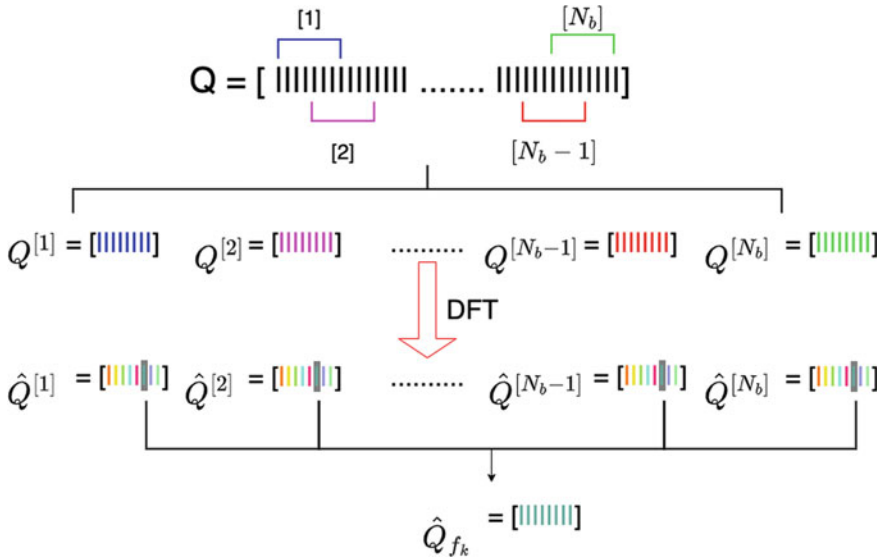 [1] [N_b]
Q = [ |||||||||||||||| ....... |||||||||||||||]
[2] [N_b − 1]
Q^{[1]} = [||||||||] Q^{[2]} = [||||||||] .......... Q^{[N_b−1]} = [||||||||] Q^{[N_b]} = [||||||||]
DFT
Q̂^{[1]} = [||||||||] Q̂^{[2]} = [||||||||] .......... Q̂^{[N_b−1]} = [||||||||] Q̂^{[N_b]} = [||||||||]
Q̂_{f_k} = [||||||||]